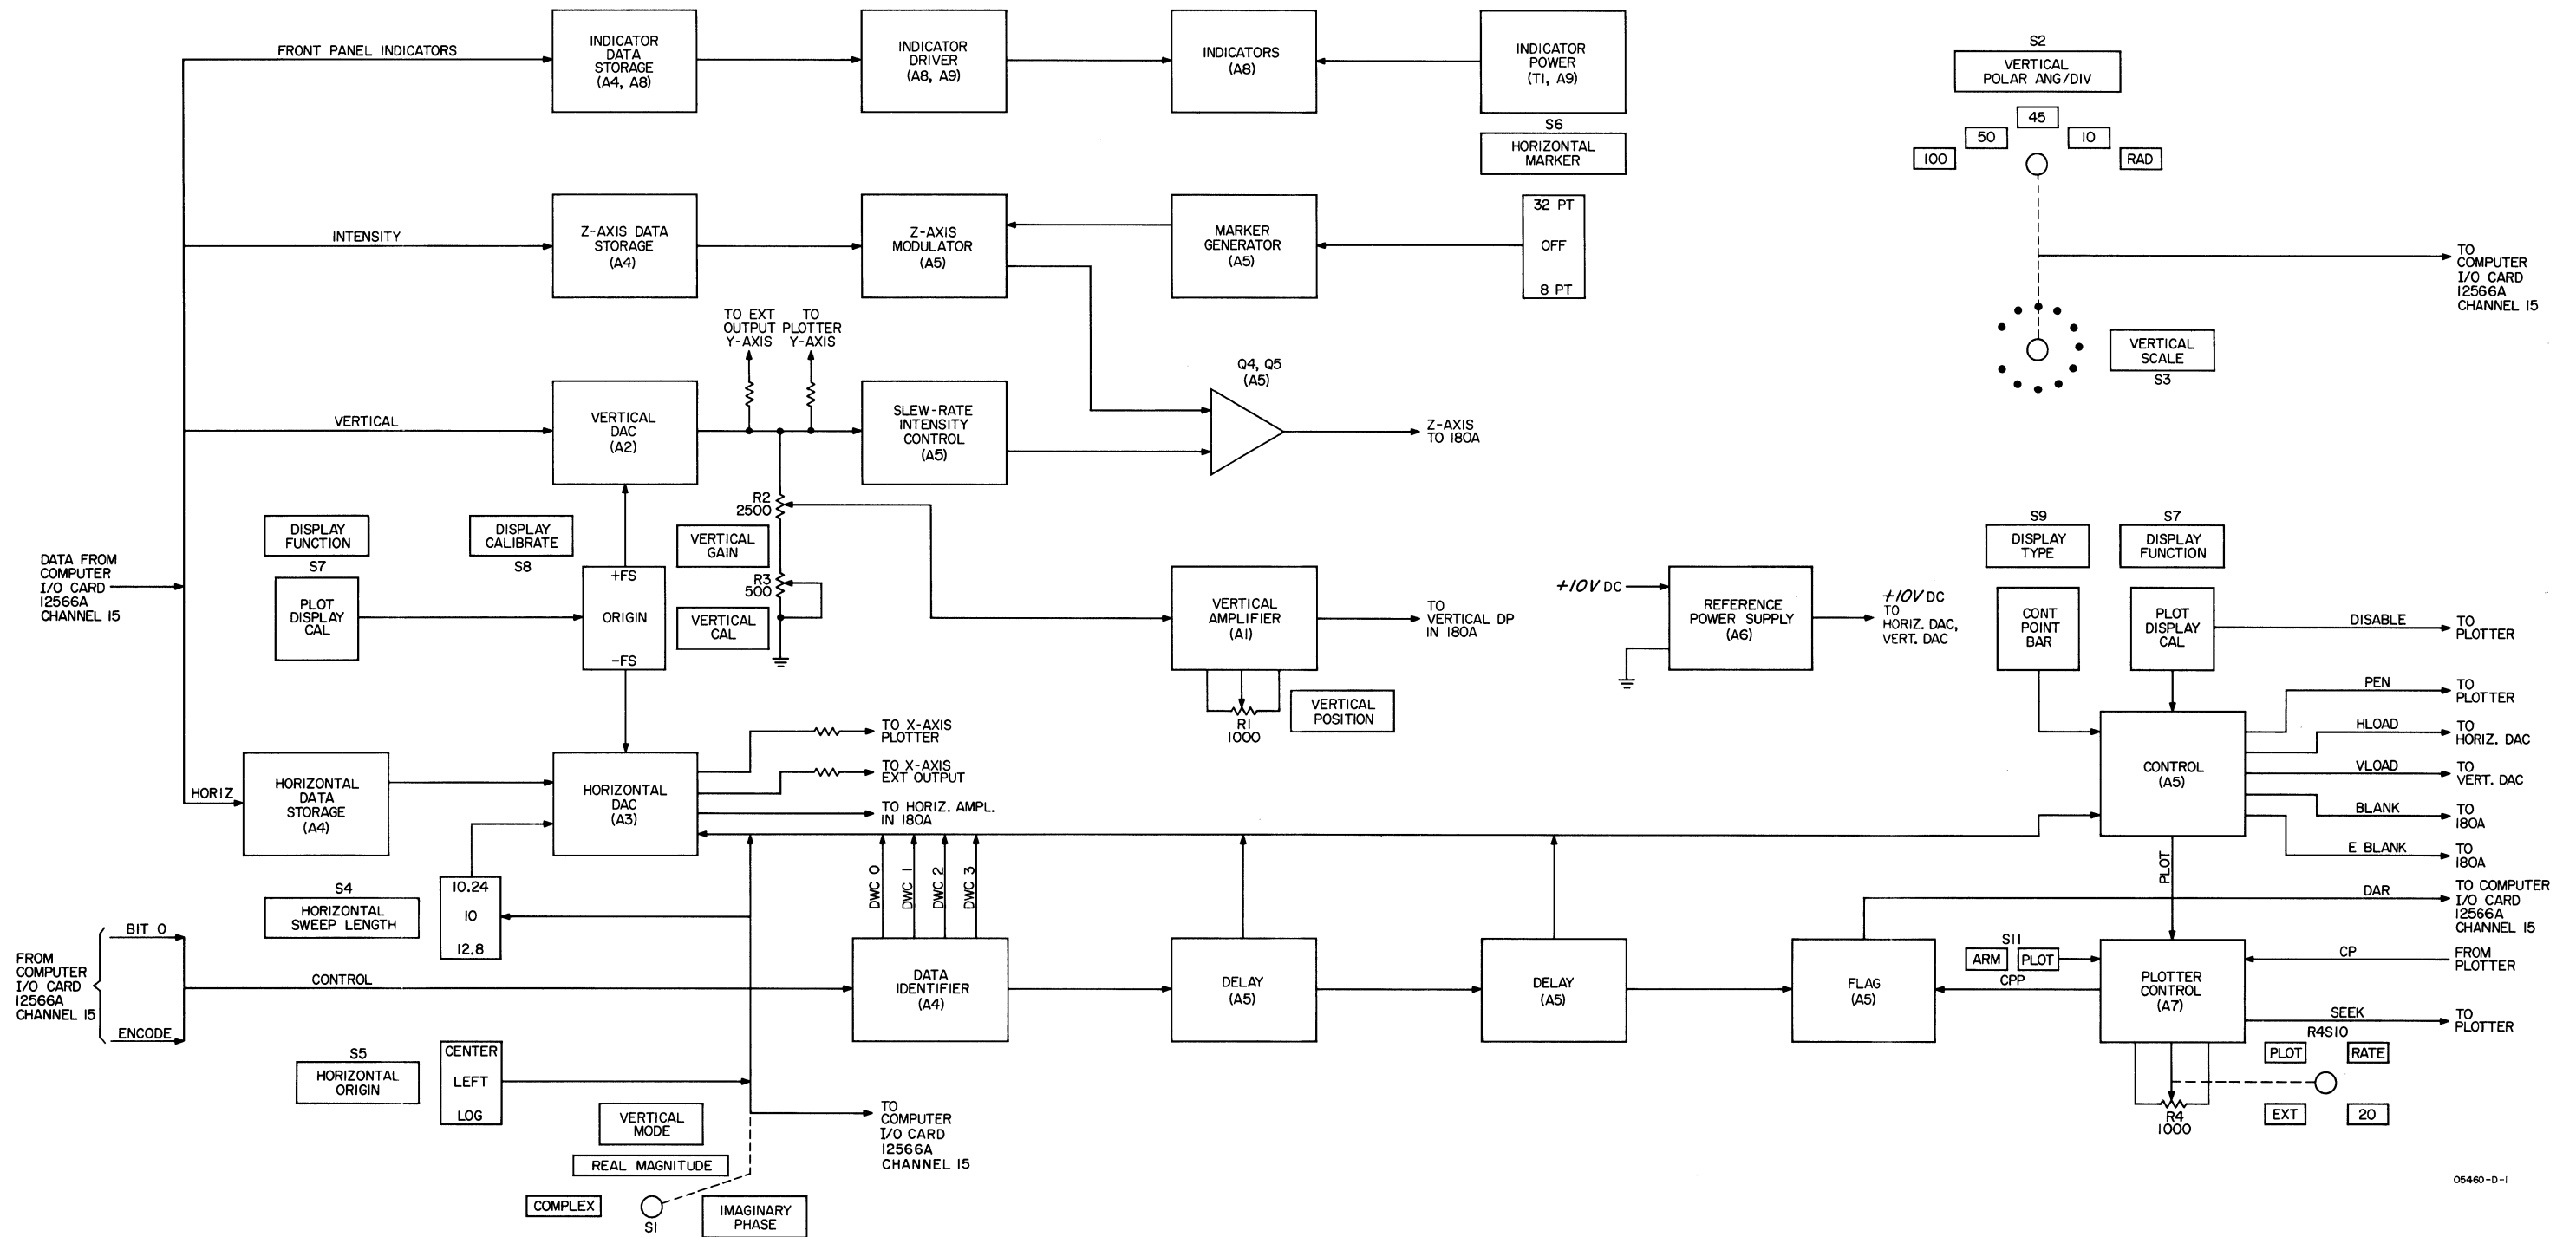 FRONT PANEL INDICATORS
INDICATOR
DATA
STORAGE
(A4, A8)
INDICATOR
DRIVER
(A8, A9)
INDICATORS
(A8)
INDICATOR
POWER
(T1, A9)
S6
HORIZONTAL
MARKER
S2
VERTICAL
POLAR ANG/DIV
45
50
10
100
RAD
INTENSITY
Z-AXIS DATA
STORAGE
(A4)
Z-AXIS
MODULATOR
(A5)
MARKER
GENERATOR
(A5)
32 PT
OFF
8 PT
TO
COMPUTER
I/O CARD
12566A
CHANNEL 15
TO EXT
OUTPUT
Y-AXIS
TO
PLOTTER
Y-AXIS
VERTICAL
SCALE
S3
VERTICAL
VERTICAL
DAC
(A2)
SLEW-RATE
INTENSITY
CONTROL
(A5)
Q4, Q5
(A5)
Z-AXIS
TO 180A
DATA FROM
COMPUTER
I/O CARD
12566A
CHANNEL 15
DISPLAY
FUNCTION
S7
PLOT
DISPLAY
CAL
DISPLAY
CALIBRATE
S8
+FS
ORIGIN
-FS
R2
2500
VERTICAL
GAIN
R3
500
VERTICAL
CAL
VERTICAL
AMPLIFIER
(A1)
TO
VERTICAL DP
IN 180A
R1
1000
VERTICAL
POSITION
+10V DC
REFERENCE
POWER SUPPLY
(A6)
+10V DC
TO
HORIZ. DAC,
VERT. DAC
S9
DISPLAY
TYPE
CONT
POINT
BAR
S7
DISPLAY
FUNCTION
PLOT
DISPLAY
CAL
DISABLE
TO
PLOTTER
PEN
TO
PLOTTER
HLOAD
TO
HORIZ. DAC
VLOAD
TO
VERT. DAC
BLANK
TO
180A
E BLANK
TO
180A
CONTROL
(A5)
HORIZ
HORIZONTAL
DATA
STORAGE
(A4)
HORIZONTAL
DAC
(A3)
TO X-AXIS
PLOTTER
TO X-AXIS
EXT OUTPUT
TO HORIZ. AMPL.
IN 180A
S4
HORIZONTAL
SWEEP LENGTH
10.24
10
12.8
DWC 0
DWC 1
DWC 2
DWC 3
PLOT
DAR
TO COMPUTER
I/O CARD
12566A
CHANNEL 15
FROM
COMPUTER
I/O CARD
12566A
CHANNEL 15
BIT 0
CONTROL
ENCODE
DATA
IDENTIFIER
(A4)
DELAY
(A5)
DELAY
(A5)
FLAG
(A5)
S11
ARM
PLOT
CPP
PLOTTER
CONTROL
(A7)
CP
FROM
PLOTTER
SEEK
TO
PLOTTER
R4S10
PLOT
RATE
EXT
20
R4
1000
S5
HORIZONTAL
ORIGIN
CENTER
LEFT
LOG
TO
COMPUTER
I/O CARD
12566A
CHANNEL 15
VERTICAL
MODE
REAL MAGNITUDE
COMPLEX
S1
IMAGINARY
PHASE
05460-D-1